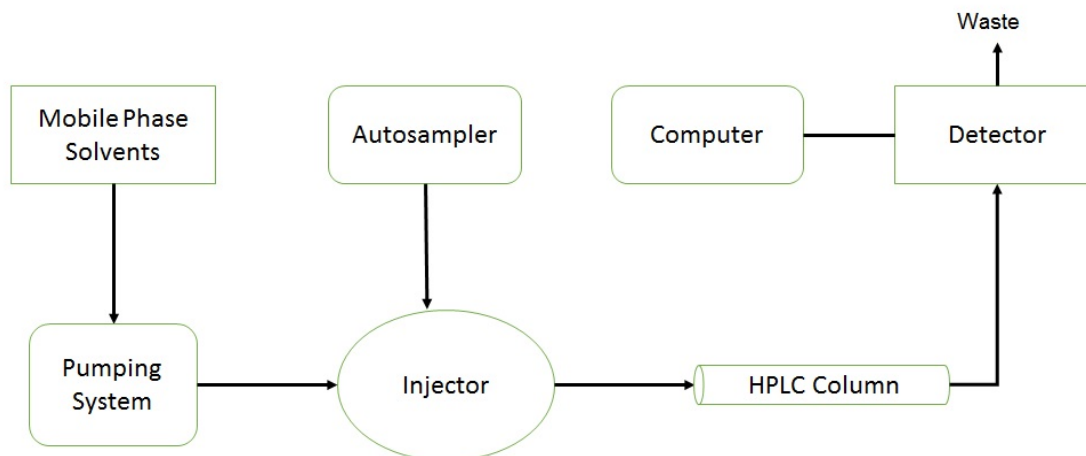 Waste
Mobile Phase
Solvents
Autosampler
Computer
Detector
Pumping
System
Injector
HPLC Column